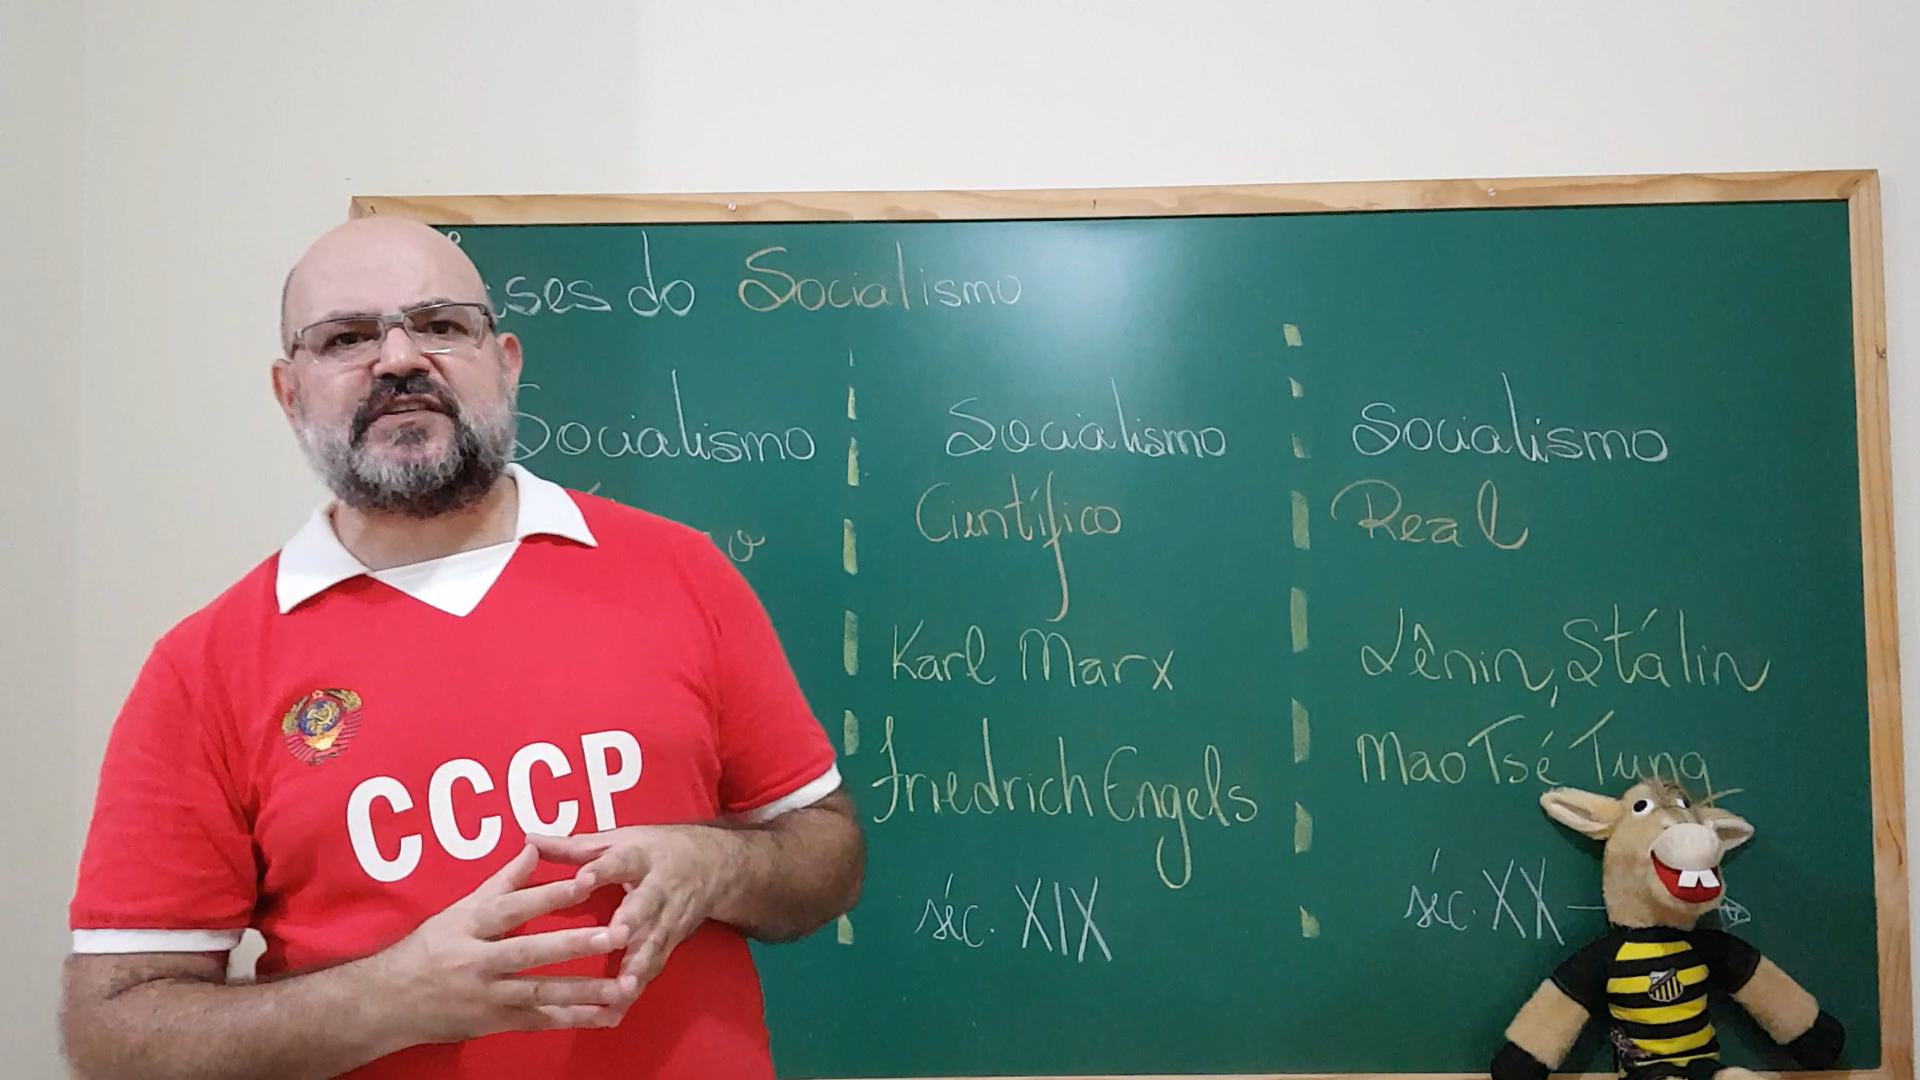 do Socialismo
Socialismo
Socialismo
Científico
Karl Marx
Friedrich Engels
séc. XIX
Socialismo
Real
Lênin, Stálin
Mao Tsé Tung
séc. XX
CCCP